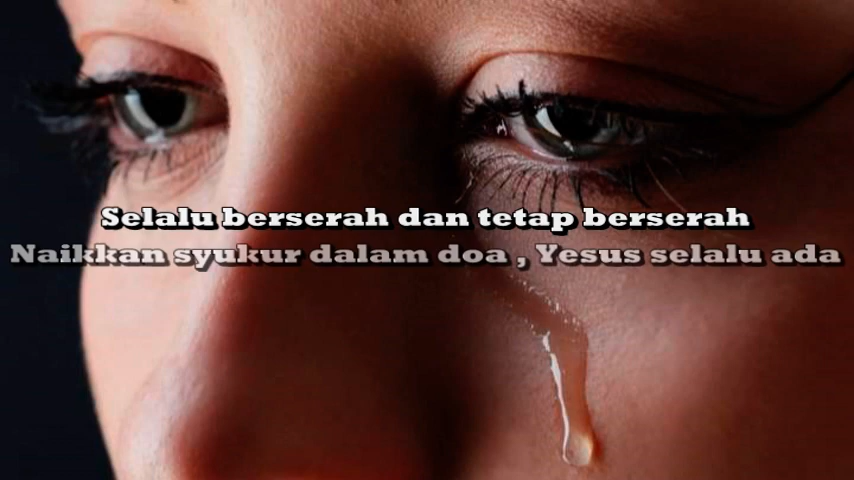 Selalu berserah dan tetap berserah
Naikkan syukur dalam doa , Yesus selalu ada